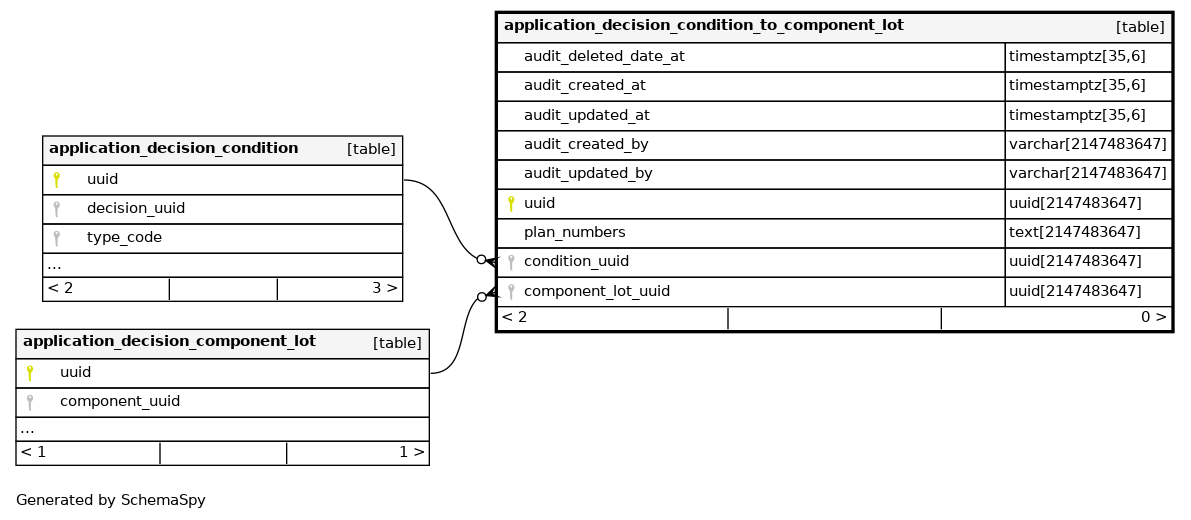 application_decision_condition_to_component_lot [table]
audit_deleted_date_at timestamptz[35,6]
audit_created_at timestamptz[35,6]
audit_updated_at timestamptz[35,6]
audit_created_by varchar[2147483647]
audit_updated_by varchar[2147483647]
uuid uuid[2147483647]
plan_numbers text[2147483647]
condition_uuid uuid[2147483647]
component_lot_uuid uuid[2147483647]
< 2 0 >
application_decision_condition [table]
uuid
decision_uuid
type_code
...
< 2 3 >
application_decision_component_lot [table]
uuid
component_uuid
...
< 1 1 >
Generated by SchemaSpy